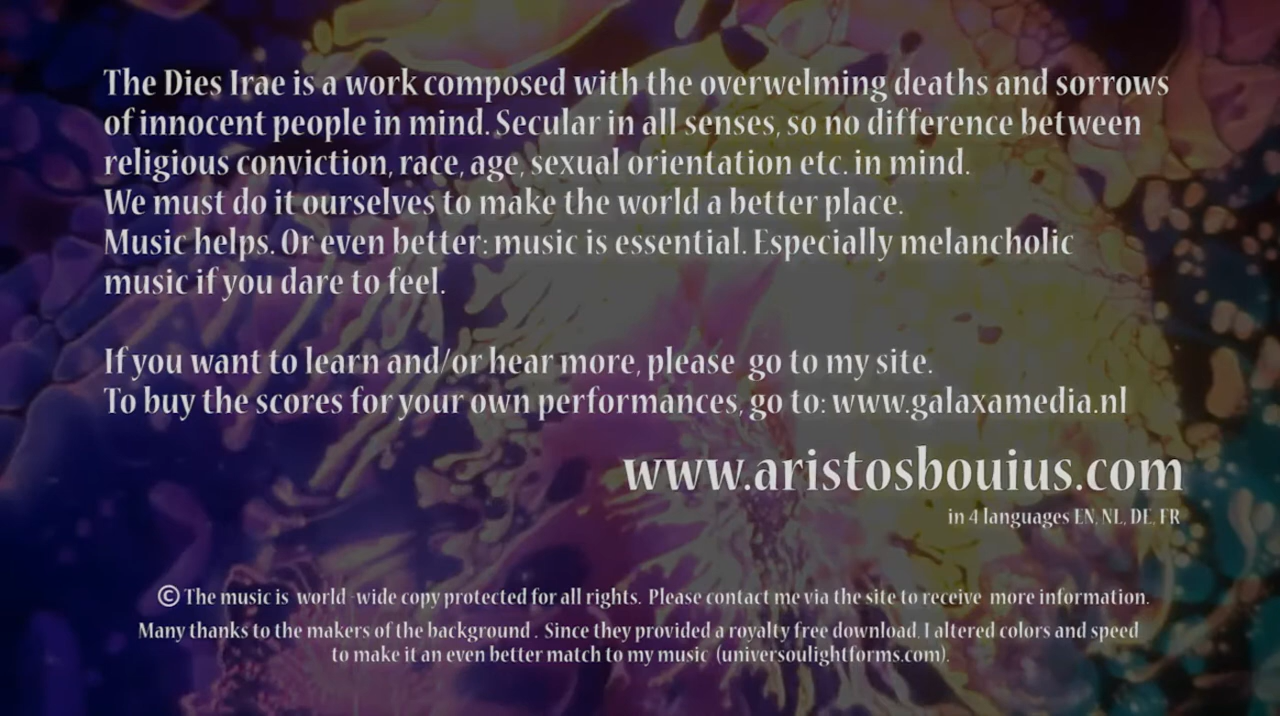 The Dies Irae is a work composed with the overwelming deaths and sorrows
of innocent people in mind. Secular in all senses, so no difference between
religious conviction, race, age, sexual orientation etc. in mind.
We must do it ourselves to make the world a better place.
Music helps. Or even better: music is essential. Especially melancholic
music if you dare to feel.
If you want to learn and/or hear more, please go to my site.
To buy the scores for your own performances, go to: www.galaxamedia.nl
www.aristosbouius.com
in 4 languages EN, NL, DE, FR
© The music is world-wide copy protected for all rights. Please contact me via the site to receive more information.
Many thanks to the makers of the background. Since they provided a royalty free download. I altered colors and speed
to make it an even better match to my music (universoulightforms.com).